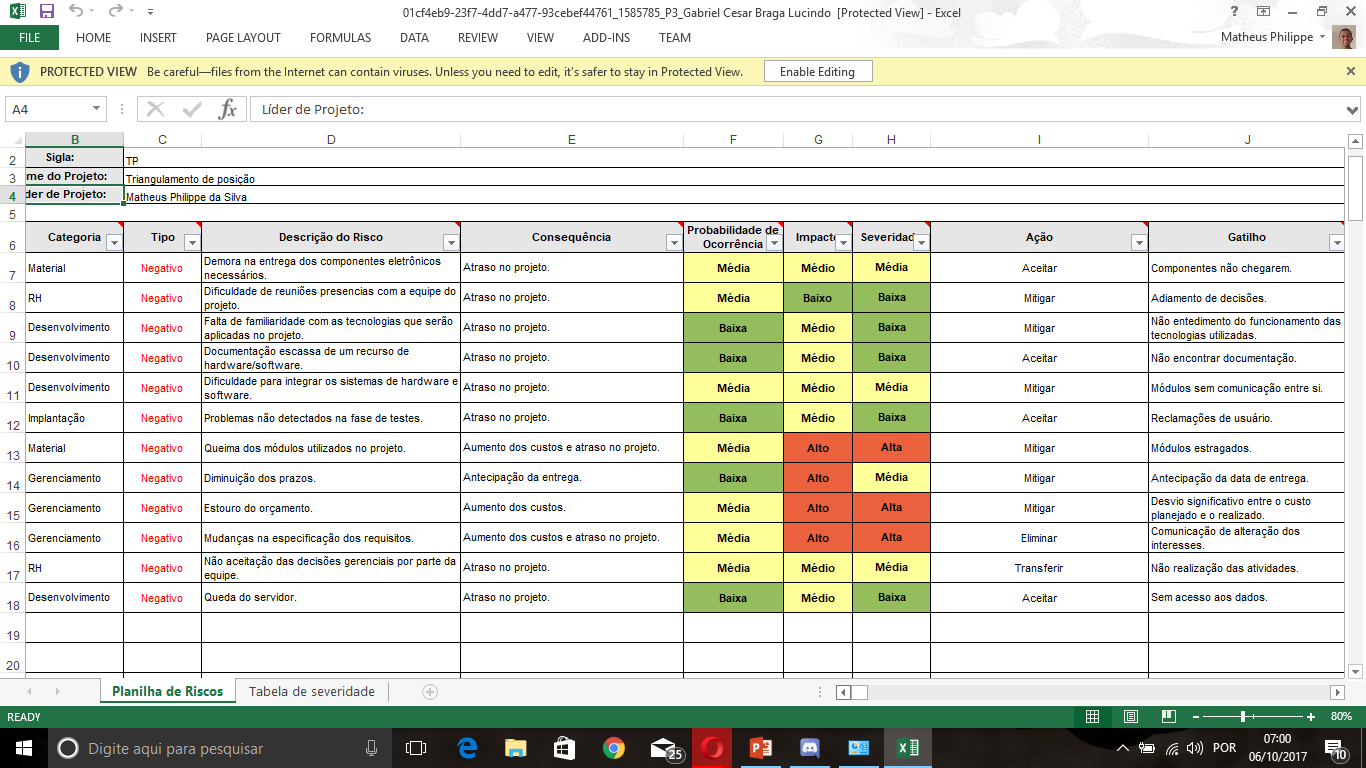 01cf4eb9-23f7-4dd7-a477-93cebef44761_1585785_P3_Gabriel Cesar Braga Lucindo [Protected View] - Excel
FILE HOME INSERT PAGE LAYOUT FORMULAS DATA REVIEW VIEW ADD-INS TEAM Matheus Philippe
PROTECTED VIEW Be careful—files from the Internet can contain viruses. Unless you need to edit, it's safer to stay in Protected View. Enable Editing
A4 fx Líder de Projeto:
B C D E F G H I J
2 Sigla: TP
3 me do Projeto: Triangulamento de posição
4 der de Projeto: Matheus Philippe da Silva
5
6 Categoria Tipo Descrição do Risco Consequência Probabilidade de Ocorrência Impacto Severidad Ação Gatilho
7 Material Negativo Demora na entrega dos componentes eletrônicos necessários. Atraso no projeto. Média Médio Média Aceitar Componentes não chegarem.
8 RH Negativo Dificuldade de reuniões presencias com a equipe do projeto. Atraso no projeto. Média Baixo Baixa Mitigar Adiamento de decisões.
9 Desenvolvimento Negativo Falta de familiaridade com as tecnologias que serão aplicadas no projeto. Atraso no projeto. Baixa Médio Baixa Mitigar Não entedimento do funcionamento das tecnologias utilizadas.
10 Desenvolvimento Negativo Documentação escassa de um recurso de hardware/software. Atraso no projeto. Baixa Médio Baixa Aceitar Não encontrar documentação.
11 Desenvolvimento Negativo Dificuldade para integrar os sistemas de hardware e software. Atraso no projeto. Média Médio Média Mitigar Módulos sem comunicação entre si.
12 Implantação Negativo Problemas não detectados na fase de testes. Atraso no projeto. Baixa Médio Baixa Aceitar Reclamações de usuário.
13 Material Negativo Queima dos módulos utilizados no projeto. Aumento dos custos e atraso no projeto. Média Alto Alta Mitigar Módulos estragados.
14 Gerenciamento Negativo Diminuição dos prazos. Antecipação da entrega. Baixa Alto Média Mitigar Antecipação da data de entrega.
15 Gerenciamento Negativo Estouro do orçamento. Aumento dos custos. Média Alto Alta Mitigar Desvio significativo entre o custo planejado e o realizado.
16 Gerenciamento Negativo Mudanças na especificação dos requisitos. Aumento dos custos e atraso no projeto. Média Alto Alta Eliminar Comunicação de alteração dos interesses.
17 RH Negativo Não aceitação das decisões gerenciais por parte da equipe. Atraso no projeto. Média Médio Média Transferir Não realização das atividades.
18 Desenvolvimento Negativo Queda do servidor. Atraso no projeto. Baixa Médio Baixa Aceitar Sem acesso aos dados.
19
20
Planilha de Riscos Tabela de severidade
READY 80%
Digite aqui para pesquisar 25 POR 07:00
06/10/2017 10